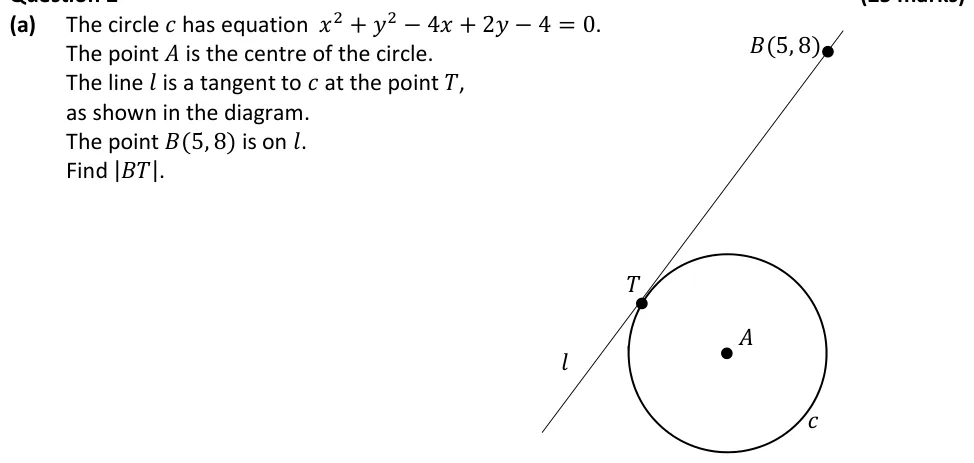 (a) The circle c has equation x² + y² − 4x + 2y − 4 = 0.
The point A is the centre of the circle.
The line l is a tangent to c at the point T,
as shown in the diagram.
The point B(5, 8) is on l.
Find |BT|.
B(5, 8)
T
A
l
c